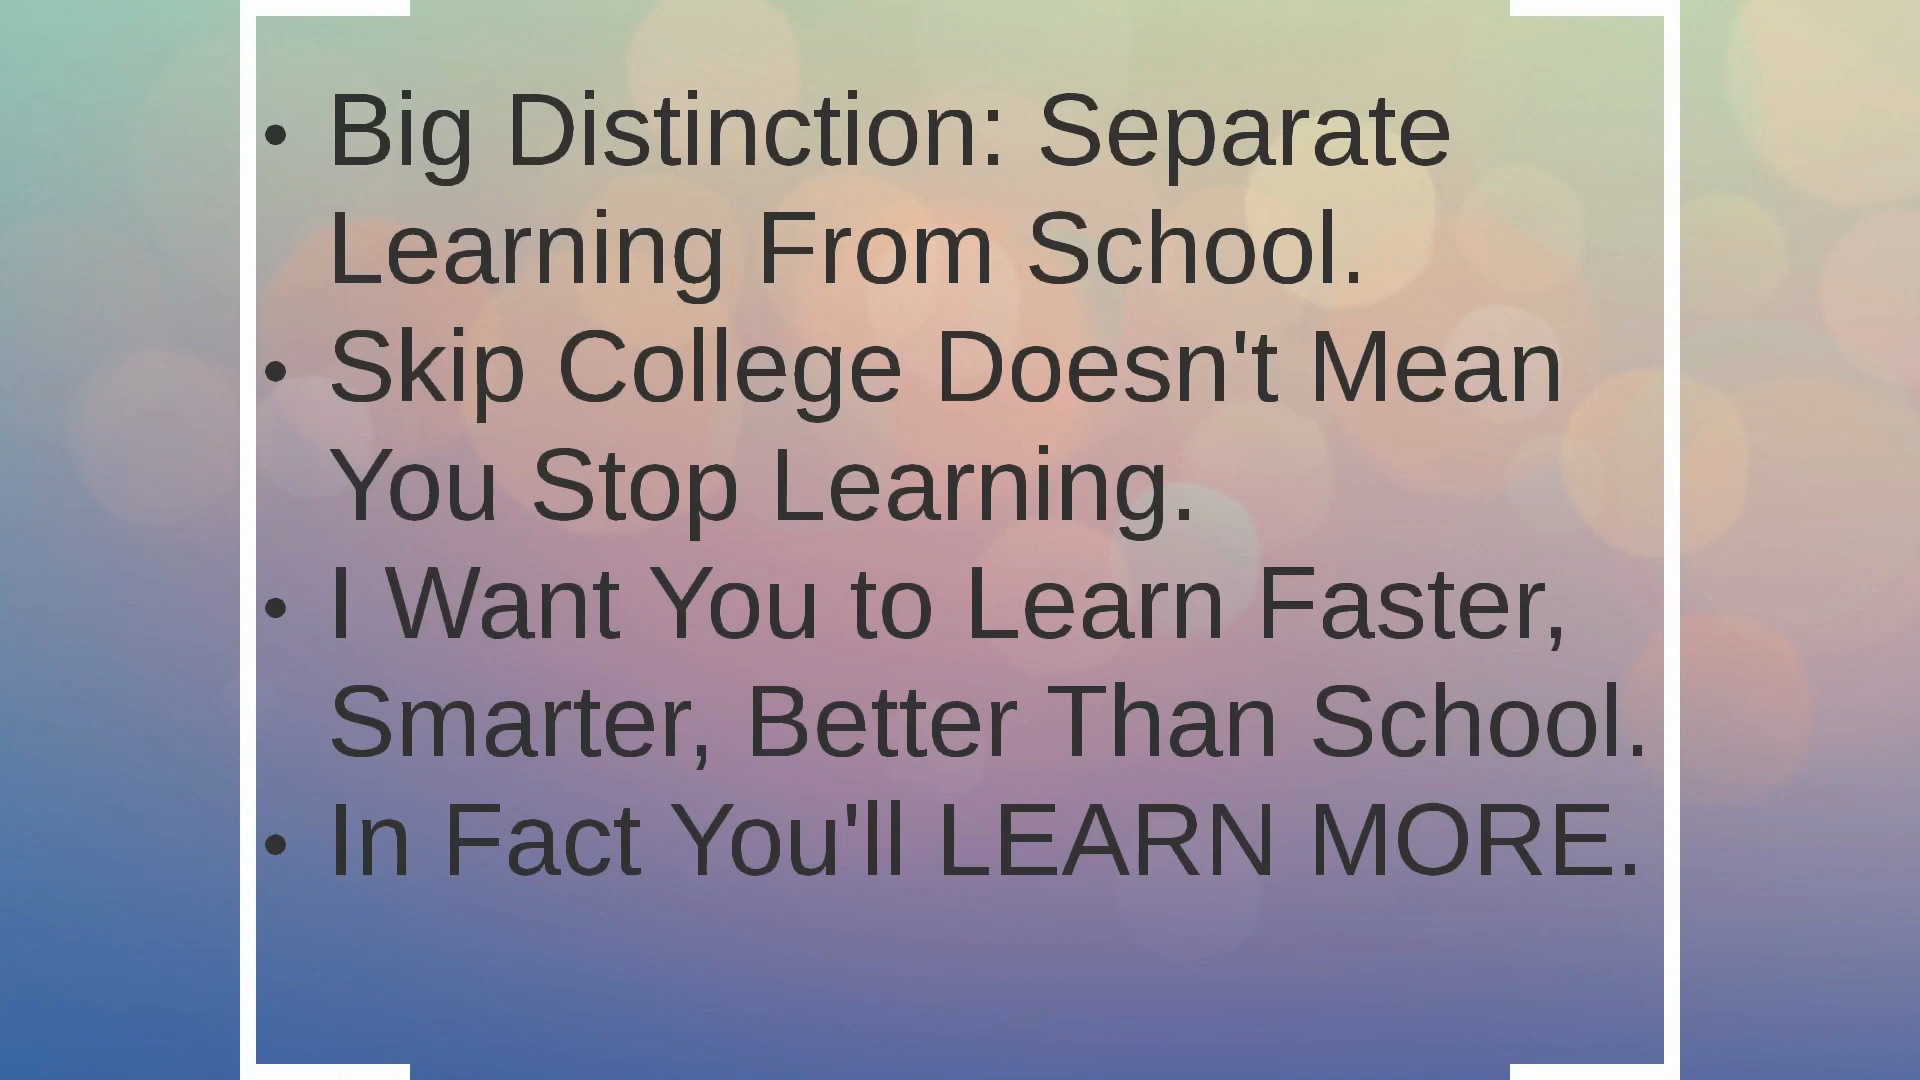 • Big Distinction: Separate
Learning From School.
• Skip College Doesn't Mean
You Stop Learning.
• I Want You to Learn Faster,
Smarter, Better Than School.
• In Fact You'll LEARN MORE.